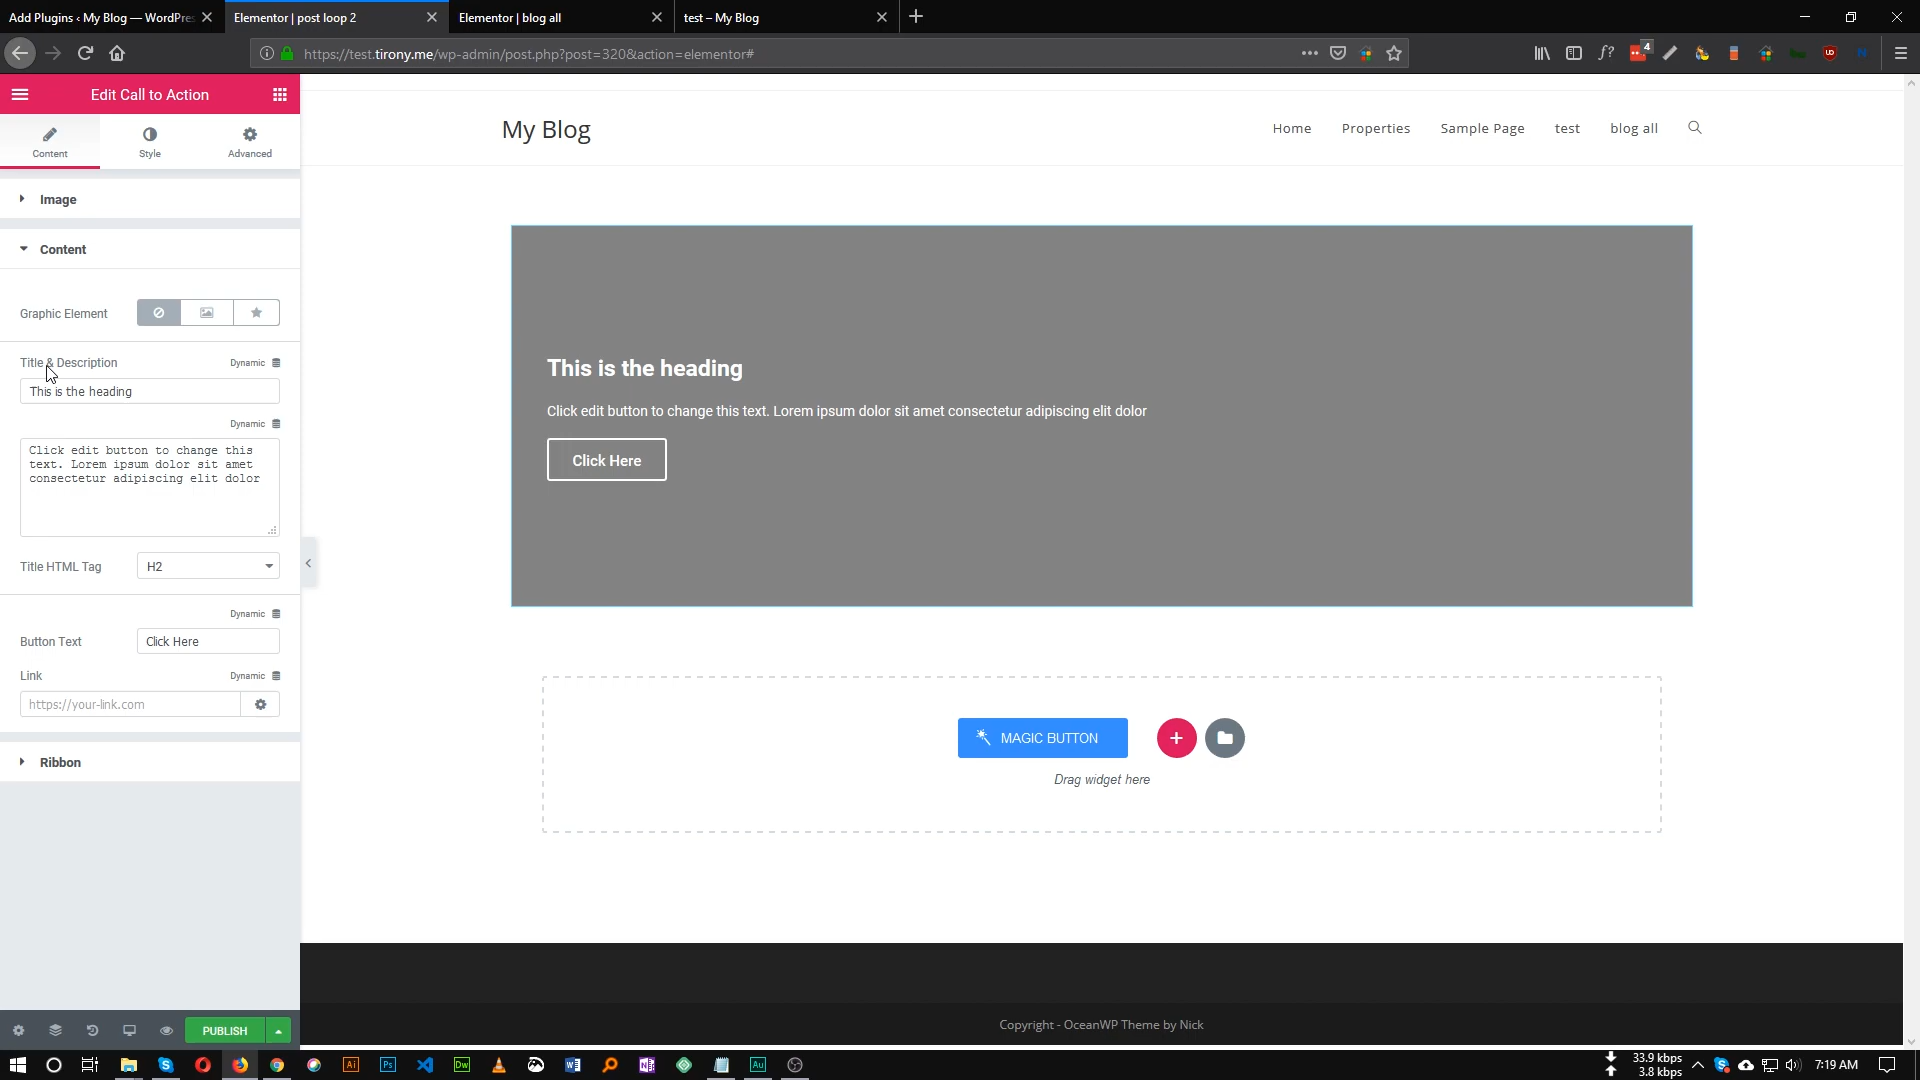 Add Plugins ‹ My Blog — WordPres
Elementor | post loop 2
Elementor | blog all
test – My Blog
https://test.tirony.me/wp-admin/post.php?post=320&action=elementor#
4
Edit Call to Action
Content
Style
Advanced
Image
Content
Graphic Element
Title & Description
Dynamic
This is the heading
Dynamic
Click edit button to change this
text. Lorem ipsum dolor sit amet
consectetur adipiscing elit dolor
Title HTML Tag
H2
Dynamic
Button Text
Click Here
Link
Dynamic
https://your-link.com
Ribbon
PUBLISH
My Blog
Home
Properties
Sample Page
test
blog all
This is the heading
Click edit button to change this text. Lorem ipsum dolor sit amet consectetur adipiscing elit dolor
Click Here
MAGIC BUTTON
Drag widget here
Copyright - OceanWP Theme by Nick
33.9 kbps
3.8 kbps
7:19 AM